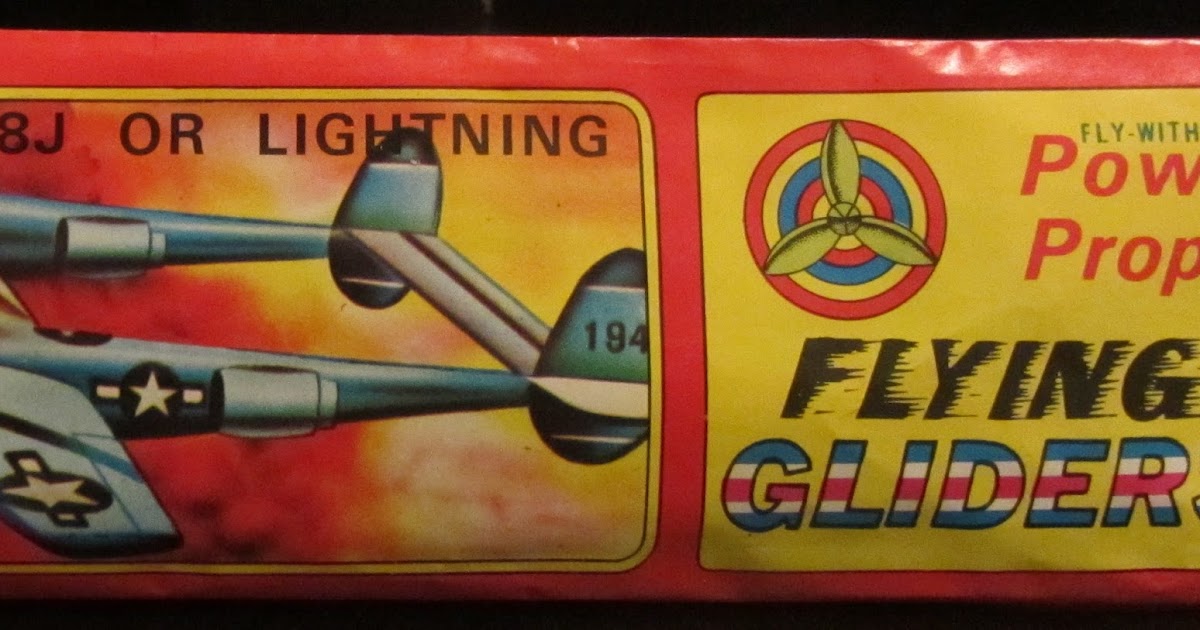 8J OR LIGHTNING
194
FLY-WITH
Pow
Prop
FLYING
GLIDER